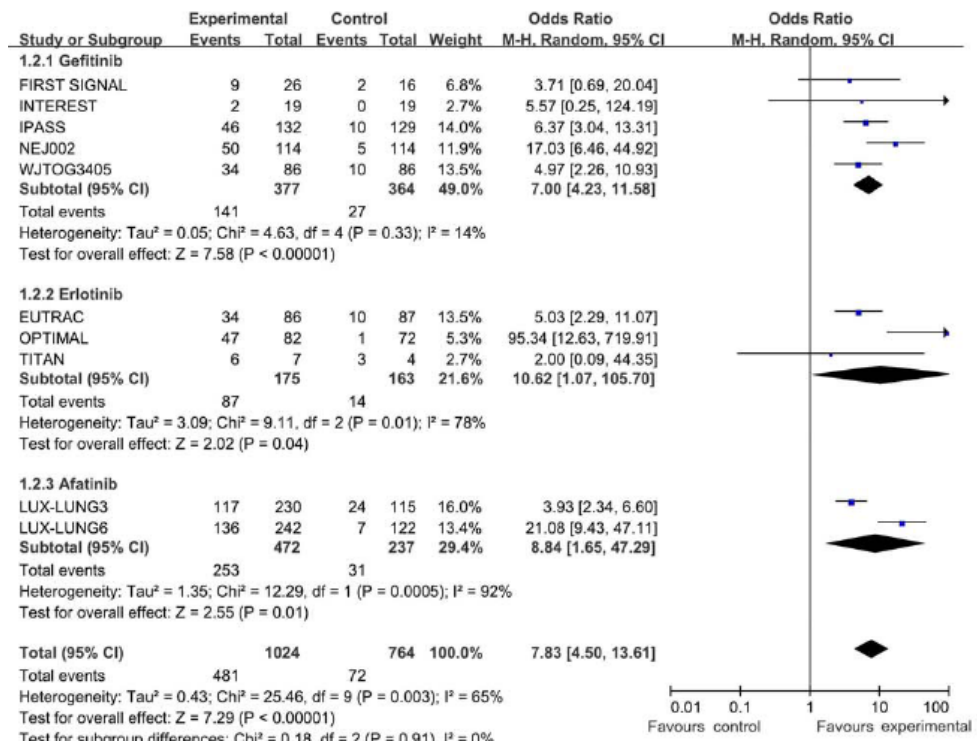 Experimental Control Odds Ratio Odds Ratio
Study or Subgroup Events Total Events Total Weight M-H, Random, 95% CI M-H, Random, 95% CI
1.2.1 Gefitinib
FIRST SIGNAL 9 26 2 16 6.8% 3.71 [0.69, 20.04]
INTEREST 2 19 0 19 2.7% 5.57 [0.25, 124.19]
IPASS 46 132 10 129 14.0% 6.37 [3.04, 13.31]
NEJ002 50 114 5 114 11.9% 17.03 [6.46, 44.92]
WJTOG3405 34 86 10 86 13.5% 4.97 [2.26, 10.93]
Subtotal (95% CI) 377 364 49.0% 7.00 [4.23, 11.58]
Total events 141 27
Heterogeneity: Tau² = 0.05; Chi² = 4.63, df = 4 (P = 0.33); I² = 14%
Test for overall effect: Z = 7.58 (P < 0.00001)
1.2.2 Erlotinib
EUTRAC 34 86 10 87 13.5% 5.03 [2.29, 11.07]
OPTIMAL 47 82 1 72 5.3% 95.34 [12.63, 719.91]
TITAN 6 7 3 4 2.7% 2.00 [0.09, 44.35]
Subtotal (95% CI) 175 163 21.6% 10.62 [1.07, 105.70]
Total events 87 14
Heterogeneity: Tau² = 3.09; Chi² = 9.11, df = 2 (P = 0.01); I² = 78%
Test for overall effect: Z = 2.02 (P = 0.04)
1.2.3 Afatinib
LUX-LUNG3 117 230 24 115 16.0% 3.93 [2.34, 6.60]
LUX-LUNG6 136 242 7 122 13.4% 21.08 [9.43, 47.11]
Subtotal (95% CI) 472 237 29.4% 8.84 [1.65, 47.29]
Total events 253 31
Heterogeneity: Tau² = 1.35; Chi² = 12.29, df = 1 (P = 0.0005); I² = 92%
Test for overall effect: Z = 2.55 (P = 0.01)
Total (95% CI) 1024 764 100.0% 7.83 [4.50, 13.61]
Total events 481 72
Heterogeneity: Tau² = 0.43; Chi² = 25.46, df = 9 (P = 0.003); I² = 65%
Test for overall effect: Z = 7.29 (P < 0.00001)
Test for subgroup differences: Chi² = 0.18, df = 2 (P = 0.91), I² = 0%
0.01 0.1 1 10 100
Favours control Favours experimental